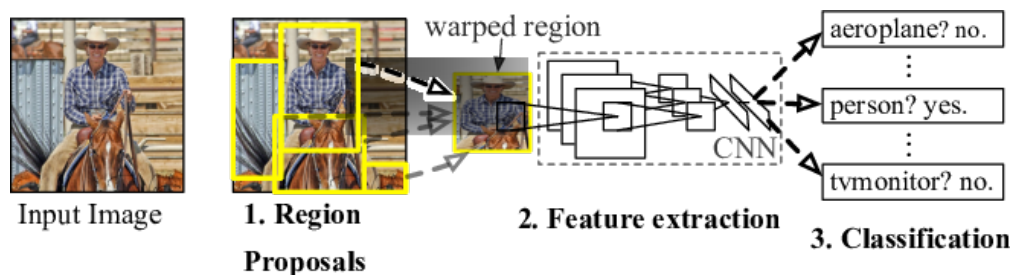 warped region
aeroplane? no.
person? yes.
CNN
tvmonitor? no.
Input Image
1. Region
Proposals
2. Feature extraction
3. Classification